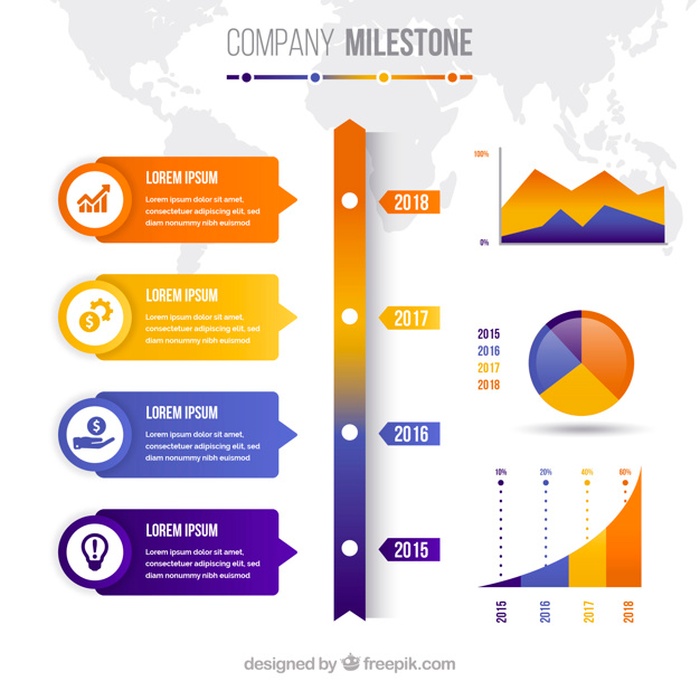 COMPANY MILESTONE
LOREM IPSUM
Lorem ipsum dolor sit amet,
consectetuer adipiscing elit, sed
diam nonummy nibh euismod
2018
100%
0%
LOREM IPSUM
Lorem ipsum dolor sit amet,
consectetuer adipiscing elit, sed
diam nonummy nibh euismod
$
2017
2015
2016
2017
2018
LOREM IPSUM
Lorem ipsum dolor sit amet,
consectetuer adipiscing elit, sed
diam nonummy nibh euismod
$
2016
LOREM IPSUM
Lorem ipsum dolor sit amet,
consectetuer adipiscing elit, sed
diam nonummy nibh euismod
!
2015
10% 20% 40% 60%
2015 2016 2017 2018
designed by freepik.com